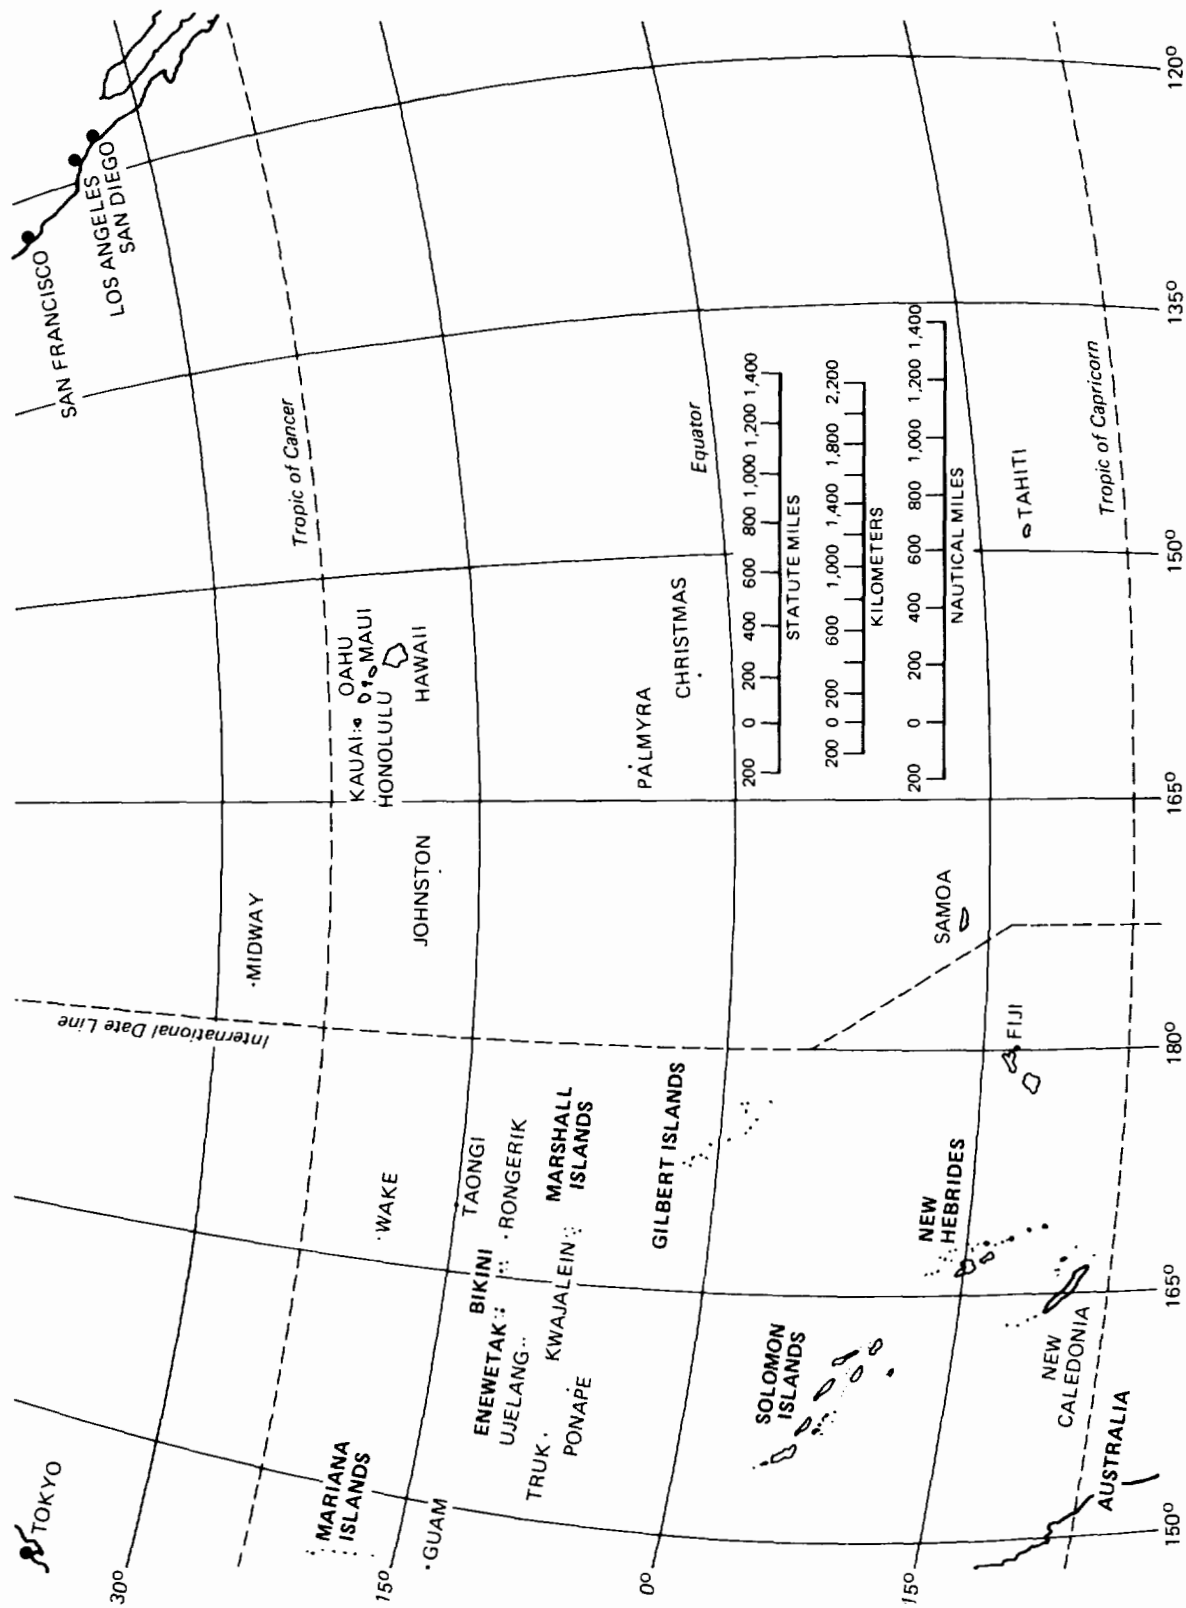 TOKYO
SAN FRANCISCO
LOS ANGELES
SAN DIEGO
30°
International Date Line
MIDWAY
Tropic of Cancer
MARIANA
ISLANDS
WAKE
KAUAI
OAHU
HONOLULU
MAUI
HAWAII
JOHNSTON
15°
GUAM
TAONGI
BIKINI
RONGERIK
ENEWETAK
UJELANG
KWAJALEIN
MARSHALL
ISLANDS
TRUK
PONAPE
GILBERT ISLANDS
PALMYRA
CHRISTMAS
Equator
0°
200 0 200 400 600 800 1,000 1,200 1,400
STATUTE MILES
200 0 200 600 1,000 1,400 1,800 2,200
KILOMETERS
200 0 200 400 600 800 1,000 1,200 1,400
NAUTICAL MILES
SOLOMON
ISLANDS
NEW
HEBRIDES
SAMOA
15°
FIJI
TAHITI
NEW
CALEDONIA
AUSTRALIA
Tropic of Capricorn
150°
165°
180°
165°
150°
135°
120°